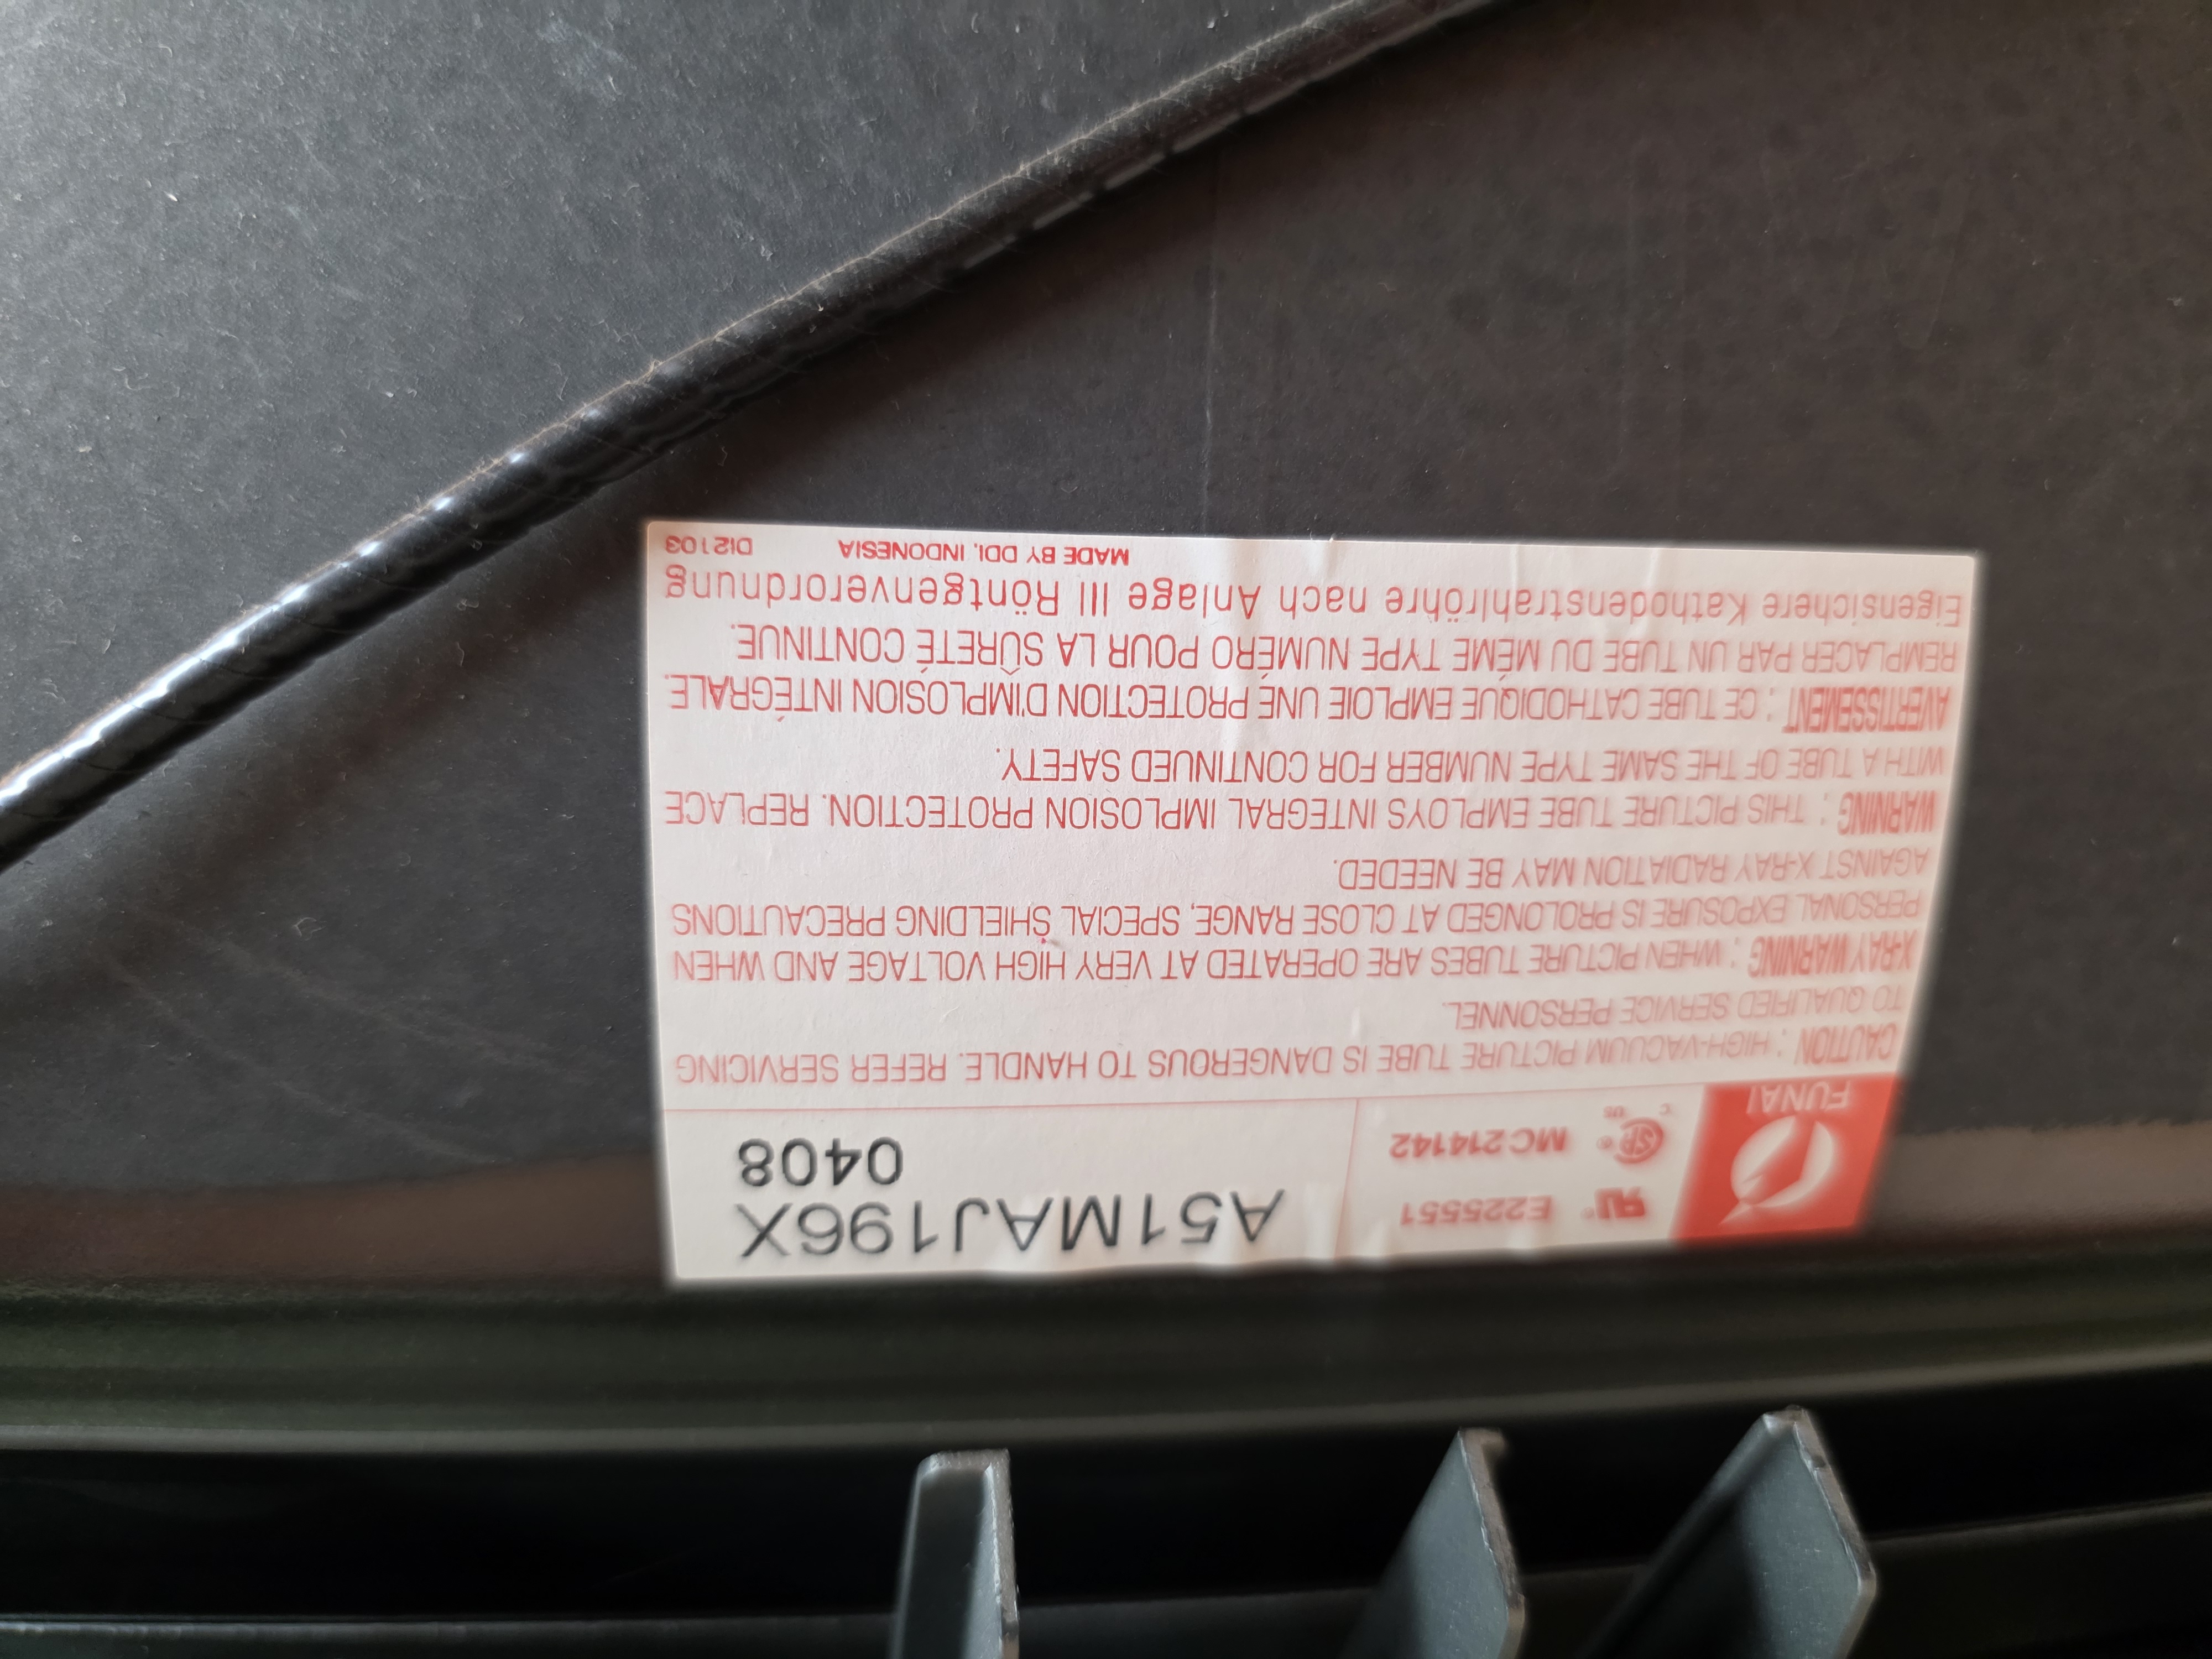 FUNAI
E225551
MC214142
C US
A51MAJ196X
0408
CAUTION : HIGH-VACUUM PICTURE TUBE IS DANGEROUS TO HANDLE. REFER SERVICING
TO QUALIFIED SERVICE PERSONNEL.
X-RAY WARNING : WHEN PICTURE TUBES ARE OPERATED AT VERY HIGH VOLTAGE AND WHEN
PERSONAL EXPOSURE IS PROLONGED AT CLOSE RANGE, SPECIAL SHIELDING PRECAUTIONS
AGAINST X-RAY RADIATION MAY BE NEEDED.
WARNING : THIS PICTURE TUBE EMPLOYS INTEGRAL IMPLOSION PROTECTION. REPLACE
WITH A TUBE OF THE SAME TYPE NUMBER FOR CONTINUED SAFETY.
AVERTISSEMENT : CE TUBE CATHODIQUE EMPLOIE UNE PROTECTION D'IMPLOSION INTÉGRALE.
REMPLACER PAR UN TUBE DU MÉME TYPE NUMÉRO POUR LA SÛRETÉ CONTINUE.
Eigensichere Kathodenstrahlröhre nach Anlage III Röntgenverordnung
MADE BY DDI, INDONESIA DI2103